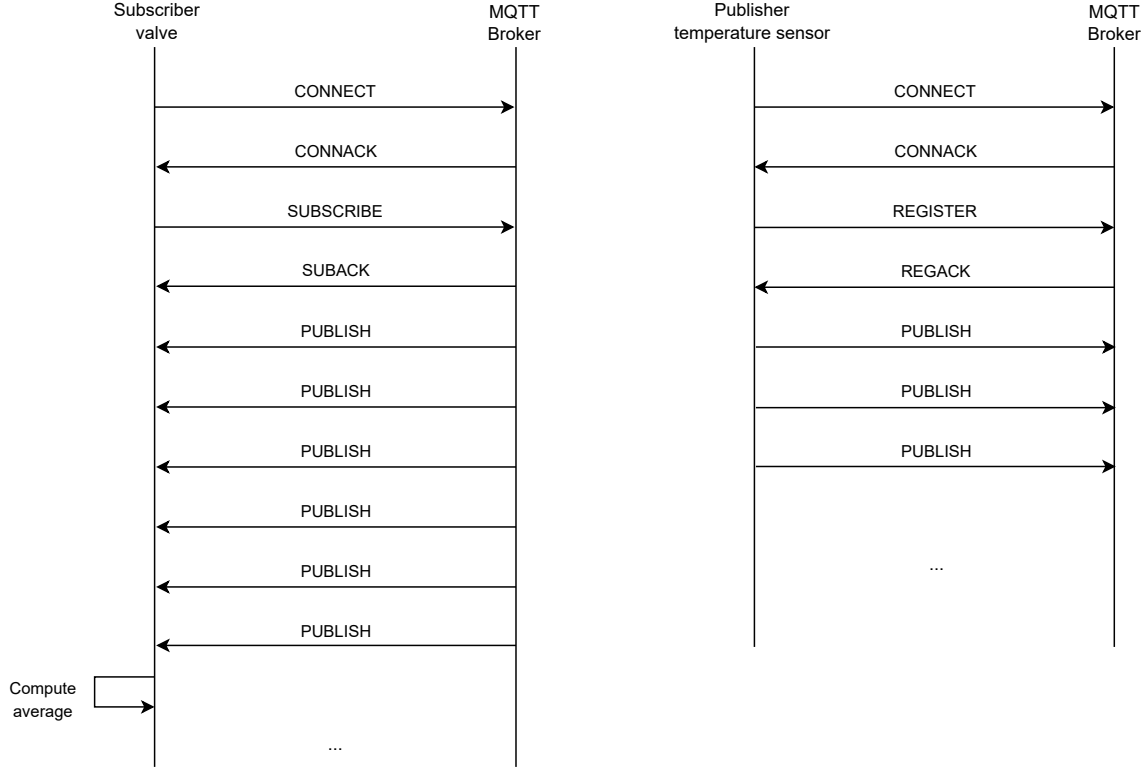 Subscriber
valve
MQTT
Broker
CONNECT
CONNACK
SUBSCRIBE
SUBACK
PUBLISH
PUBLISH
PUBLISH
PUBLISH
PUBLISH
PUBLISH
Compute
average
...
Publisher
temperature sensor
MQTT
Broker
CONNECT
CONNACK
REGISTER
REGACK
PUBLISH
PUBLISH
PUBLISH
...